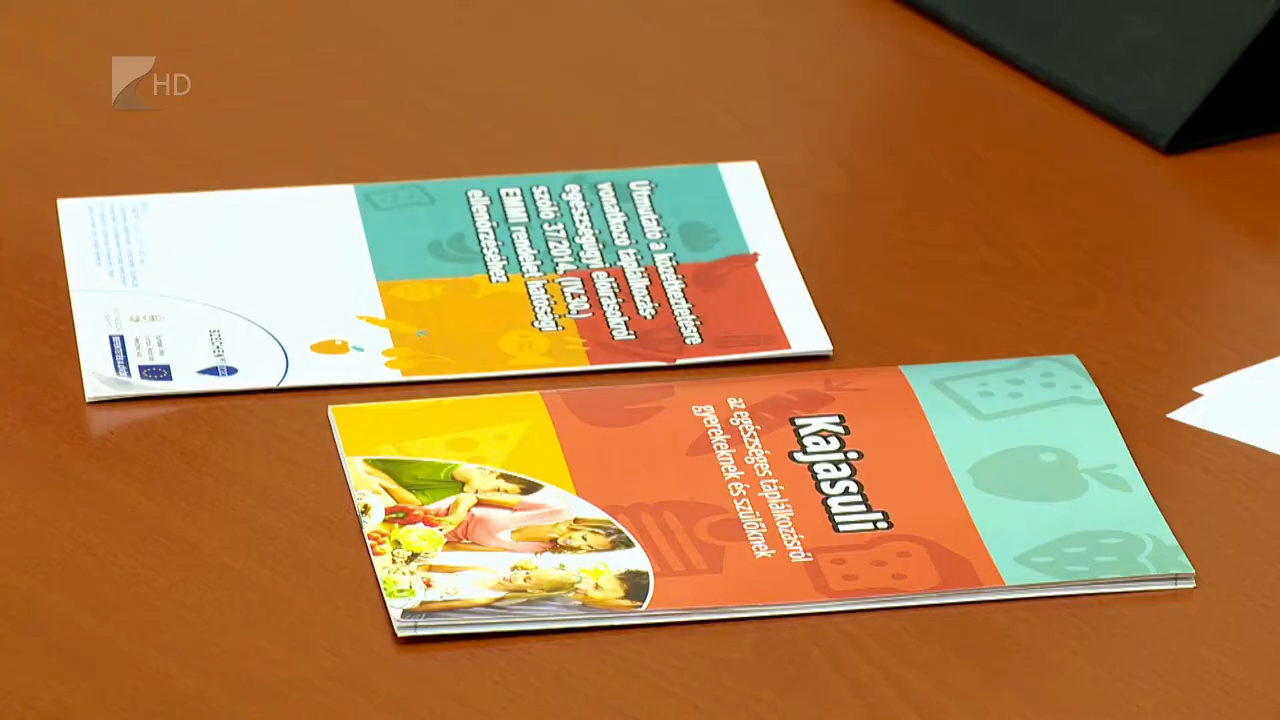 HD
Útmutató a közétkeztetésre
vonatkozó táplálkozás-
egészségügyi előírásokról
szóló 37/2014. (IV.30.)
EMMI rendelet hatósági
ellenőrzéséhez
SZÉCHENYI
Kajasuli
az egészséges táplálkozásról
gyerekeknek és szülőknek